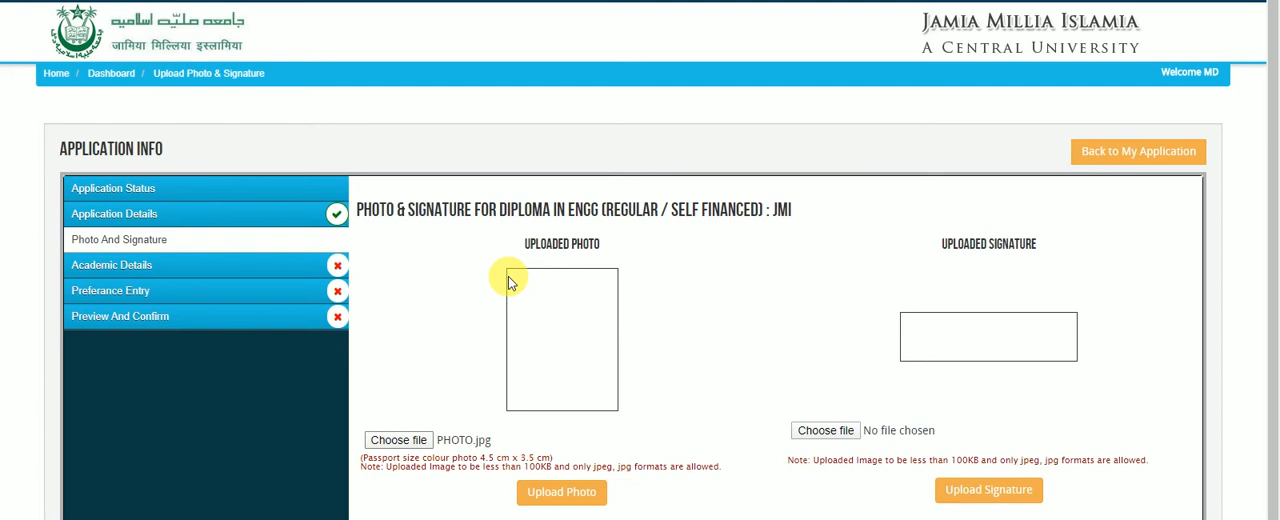 جامعه ملیّه اسلامیه
जामिया मिल्लिया इस्लामिया
JAMIA MILLIA ISLAMIA
A CENTRAL UNIVERSITY
Home / Dashboard / Upload Photo & Signature
Welcome MD
APPLICATION INFO
Back to My Application
Application Status
Application Details
Photo And Signature
Academic Details
Preferance Entry
Preview And Confirm
PHOTO & SIGNATURE FOR DIPLOMA IN ENGG (REGULAR / SELF FINANCED) : JMI
UPLOADED PHOTO
Choose file PHOTO.jpg
(Passport size colour photo 4.5 cm x 3.5 cm)
Note: Uploaded Image to be less than 100KB and only jpeg, jpg formats are allowed.
Upload Photo
UPLOADED SIGNATURE
Choose file No file chosen
Note: Uploaded Image to be less than 100KB and only jpeg, jpg formats are allowed.
Upload Signature